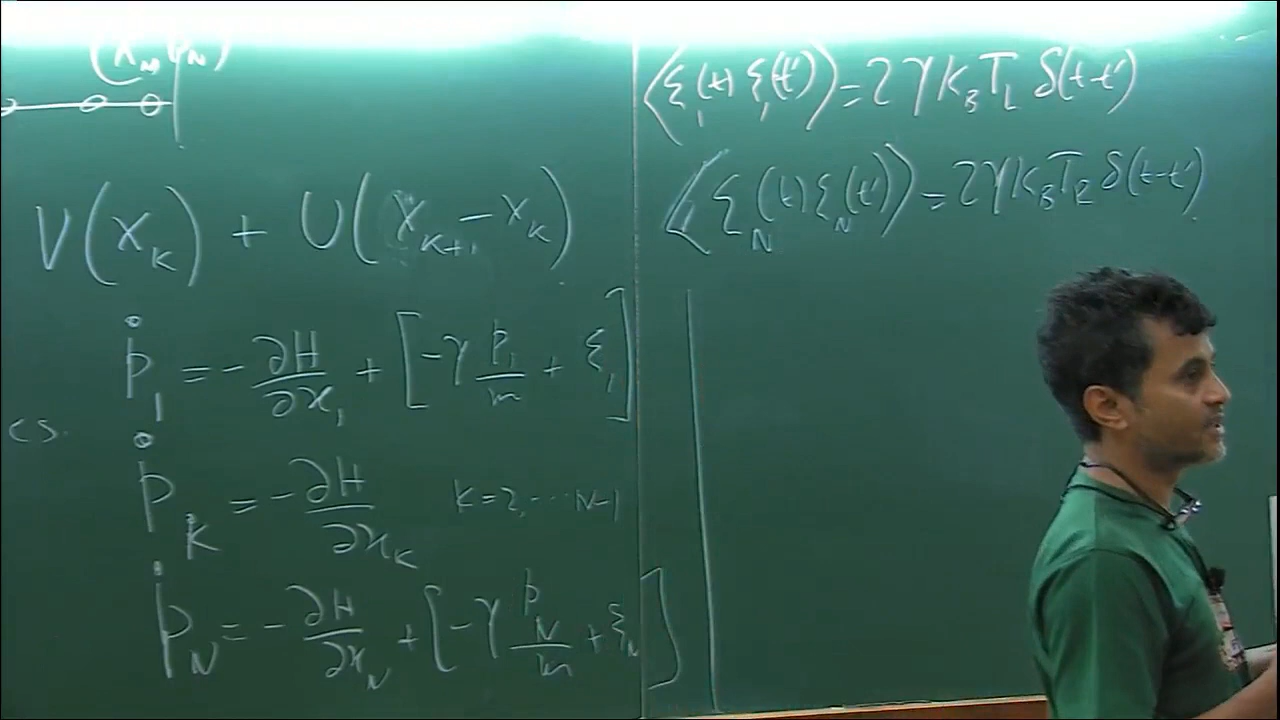 (x_N, p_N)
V(x_k) + U(x_{k+1} - x_k)
ṗ_1 = -∂H/∂x_1 + [-γ p_1/m + ξ_1]
cs.
ṗ_k = -∂H/∂x_k    k=2, ... N-1
ṗ_N = -∂H/∂x_N + [-γ p_N/m + ξ_N]
⟨ξ_1(t) ξ_1(t')⟩ = 2γ k_B T_L δ(t-t')
⟨ξ_N(t) ξ_N(t')⟩ = 2γ k_B T_R δ(t-t')